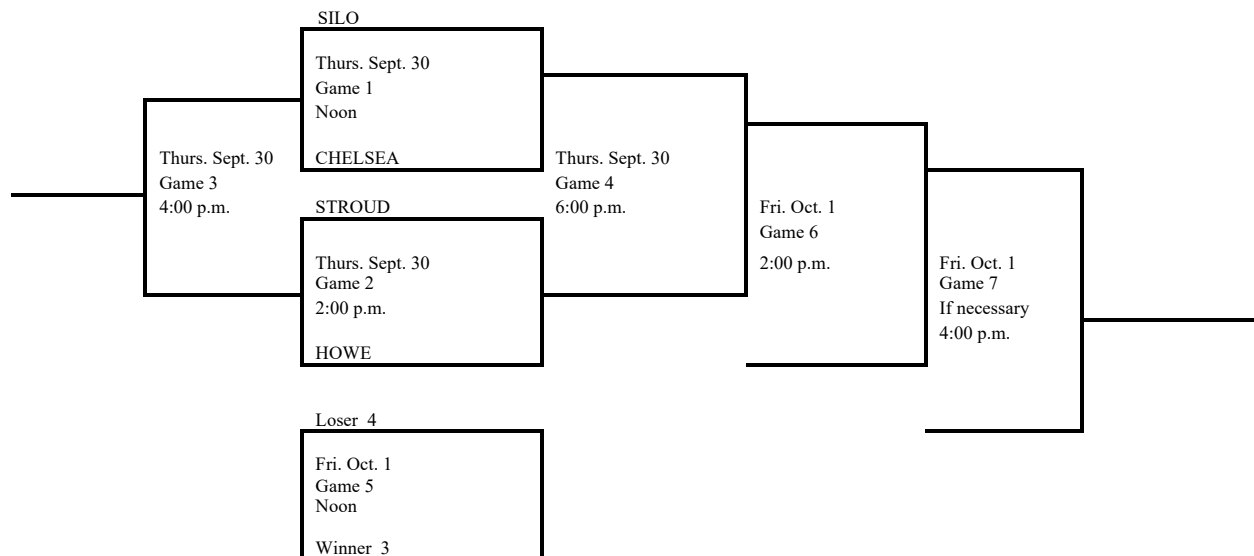 SILO
Thurs. Sept. 30
Game 1
Noon
CHELSEA
Thurs. Sept. 30
Game 3
4:00 p.m.
STROUD
Thurs. Sept. 30
Game 2
2:00 p.m.
HOWE
Thurs. Sept. 30
Game 4
6:00 p.m.
Fri. Oct. 1
Game 6
2:00 p.m.
Fri. Oct. 1
Game 7
If necessary
4:00 p.m.
Loser 4
Fri. Oct. 1
Game 5
Noon
Winner 3